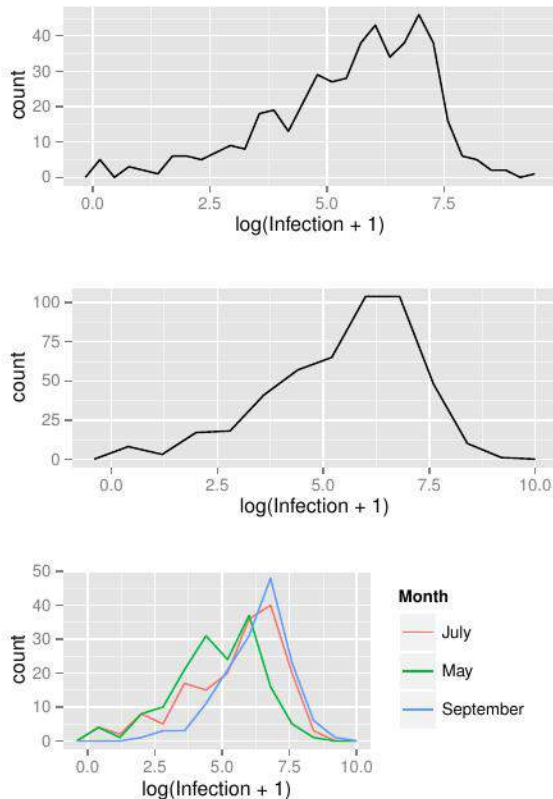 40
30
20
10
0
count
0.0 2.5 5.0 7.5
log(Infection + 1)
100
75
50
25
0
count
0.0 2.5 5.0 7.5 10.0
log(Infection + 1)
50
40
30
20
10
0
count
0.0 2.5 5.0 7.5 10.0
log(Infection + 1)
Month
July
May
September